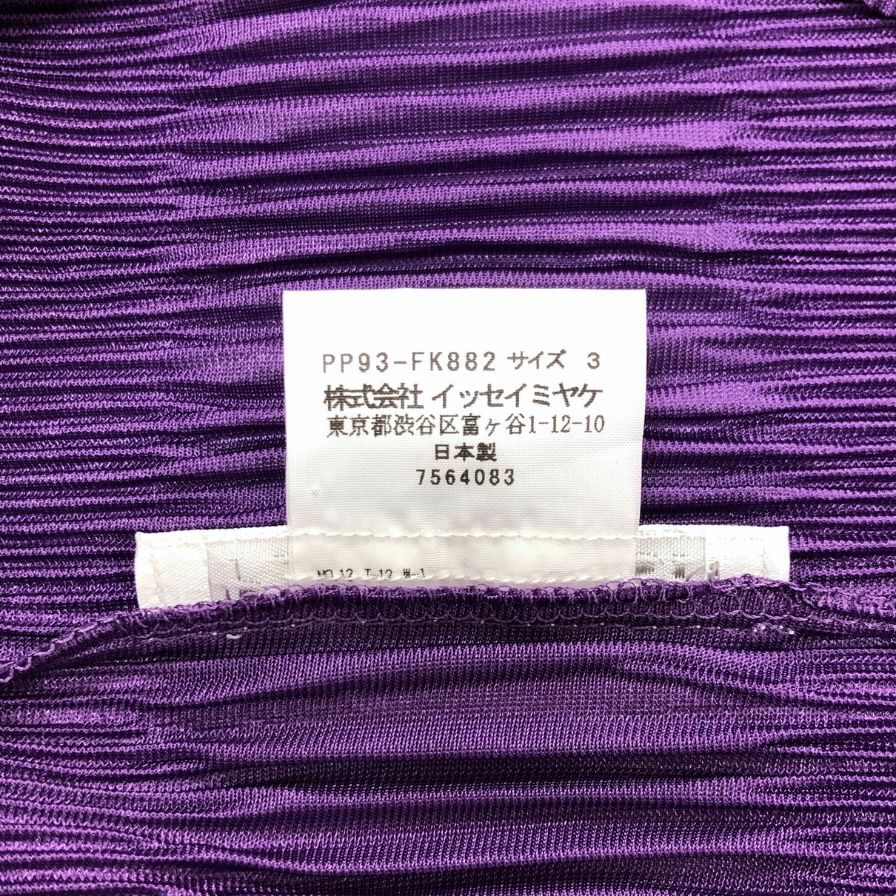 PP93-FK882 サイズ 3
株式会社 イッセイミヤケ
東京都渋谷区富ヶ谷1-12-10
日本製
7564083